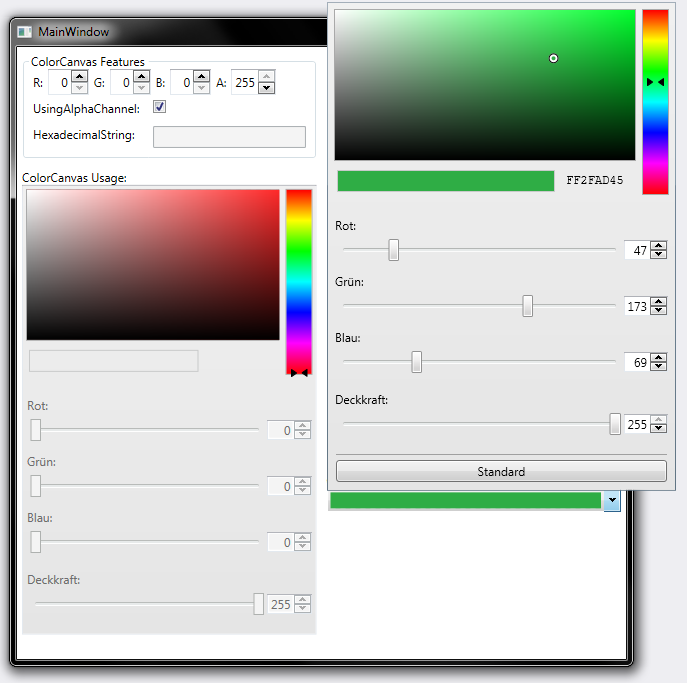 MainWindow
ColorCanvas Features
R: 0 G: 0 B: 0 A: 255
UsingAlphaChannel:
HexadecimalString:
ColorCanvas Usage:
Rot:
0
Grün:
0
Blau:
0
Deckkraft:
255
FF2FAD45
Rot:
47
Grün:
173
Blau:
69
Deckkraft:
255
Standard